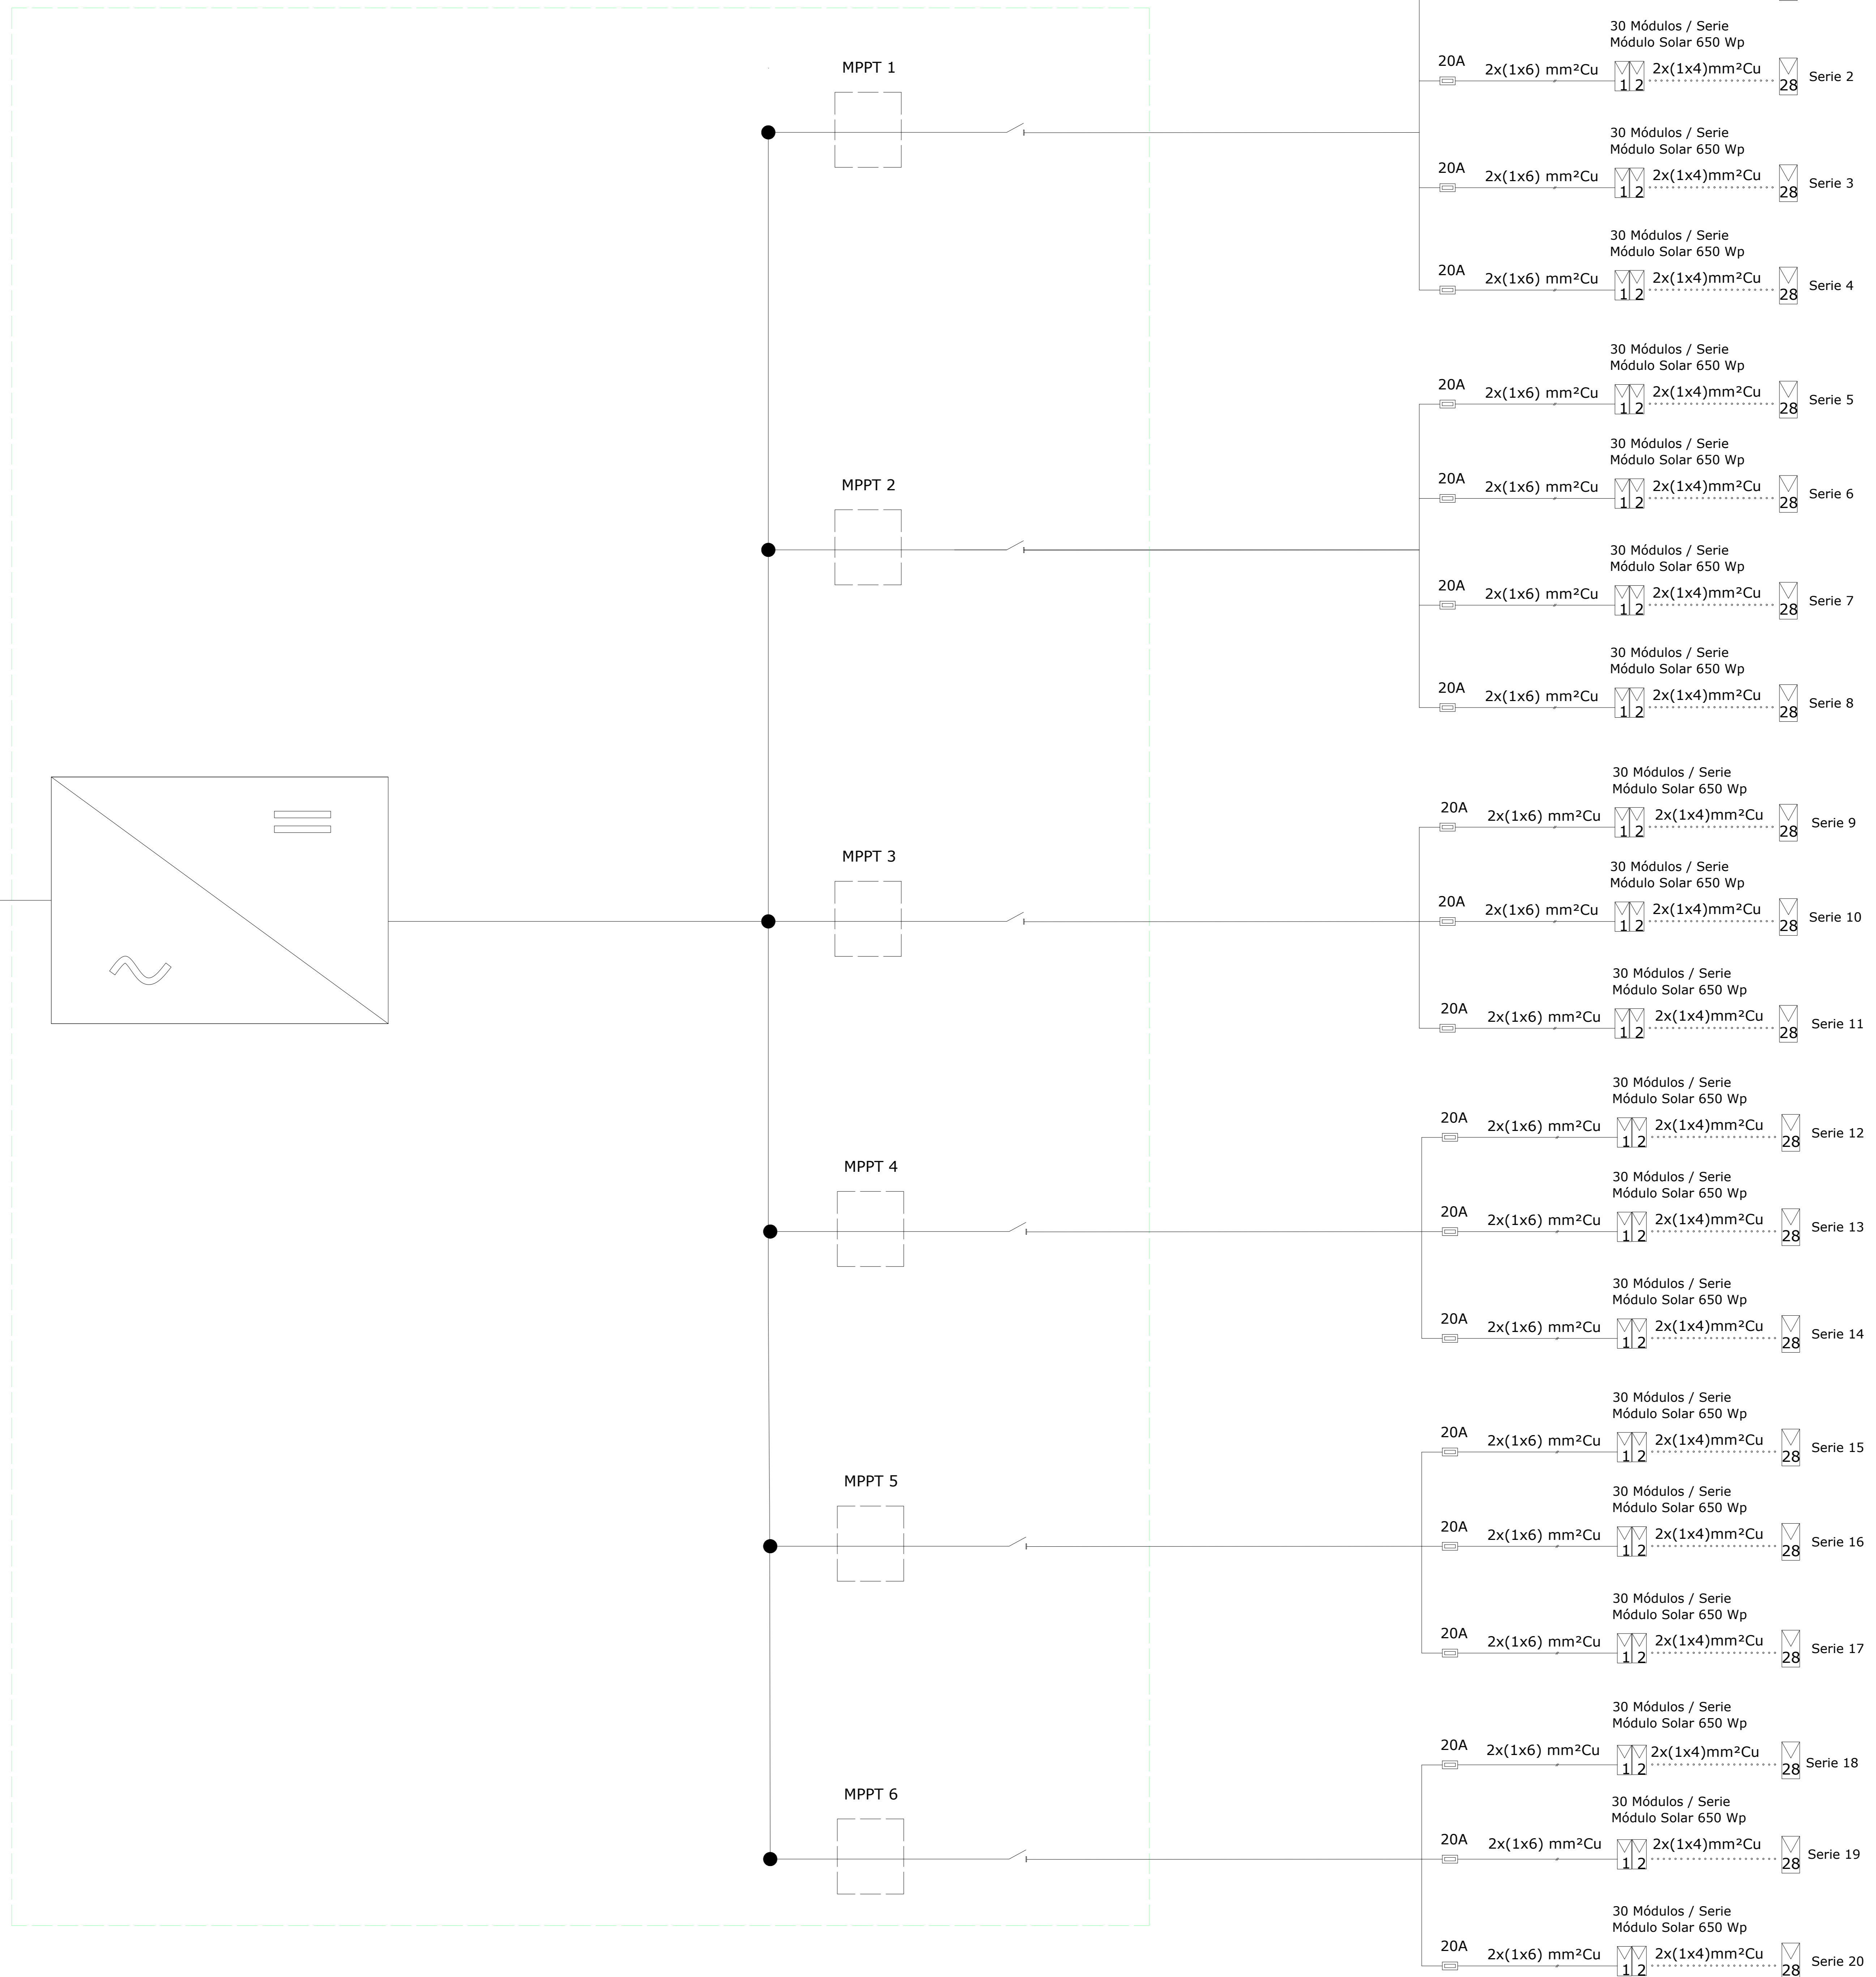 30 Módulos / Serie
Módulo Solar 650 Wp
MPPT 1
20A
2x(1x6) mm²Cu
1 2
2x(1x4)mm²Cu
28
Serie 2
30 Módulos / Serie
Módulo Solar 650 Wp
20A
2x(1x6) mm²Cu
1 2
2x(1x4)mm²Cu
28
Serie 3
30 Módulos / Serie
Módulo Solar 650 Wp
20A
2x(1x6) mm²Cu
1 2
2x(1x4)mm²Cu
28
Serie 4
30 Módulos / Serie
Módulo Solar 650 Wp
20A
2x(1x6) mm²Cu
1 2
2x(1x4)mm²Cu
28
Serie 5
30 Módulos / Serie
Módulo Solar 650 Wp
MPPT 2
20A
2x(1x6) mm²Cu
1 2
2x(1x4)mm²Cu
28
Serie 6
30 Módulos / Serie
Módulo Solar 650 Wp
20A
2x(1x6) mm²Cu
1 2
2x(1x4)mm²Cu
28
Serie 7
30 Módulos / Serie
Módulo Solar 650 Wp
20A
2x(1x6) mm²Cu
1 2
2x(1x4)mm²Cu
28
Serie 8
30 Módulos / Serie
Módulo Solar 650 Wp
20A
2x(1x6) mm²Cu
1 2
2x(1x4)mm²Cu
28
Serie 9
MPPT 3
30 Módulos / Serie
Módulo Solar 650 Wp
20A
2x(1x6) mm²Cu
1 2
2x(1x4)mm²Cu
28
Serie 10
30 Módulos / Serie
Módulo Solar 650 Wp
20A
2x(1x6) mm²Cu
1 2
2x(1x4)mm²Cu
28
Serie 11
30 Módulos / Serie
Módulo Solar 650 Wp
20A
2x(1x6) mm²Cu
1 2
2x(1x4)mm²Cu
28
Serie 12
MPPT 4
30 Módulos / Serie
Módulo Solar 650 Wp
20A
2x(1x6) mm²Cu
1 2
2x(1x4)mm²Cu
28
Serie 13
30 Módulos / Serie
Módulo Solar 650 Wp
20A
2x(1x6) mm²Cu
1 2
2x(1x4)mm²Cu
28
Serie 14
30 Módulos / Serie
Módulo Solar 650 Wp
20A
2x(1x6) mm²Cu
1 2
2x(1x4)mm²Cu
28
Serie 15
MPPT 5
30 Módulos / Serie
Módulo Solar 650 Wp
20A
2x(1x6) mm²Cu
1 2
2x(1x4)mm²Cu
28
Serie 16
30 Módulos / Serie
Módulo Solar 650 Wp
20A
2x(1x6) mm²Cu
1 2
2x(1x4)mm²Cu
28
Serie 17
30 Módulos / Serie
Módulo Solar 650 Wp
20A
2x(1x6) mm²Cu
1 2
2x(1x4)mm²Cu
28
Serie 18
MPPT 6
30 Módulos / Serie
Módulo Solar 650 Wp
20A
2x(1x6) mm²Cu
1 2
2x(1x4)mm²Cu
28
Serie 19
30 Módulos / Serie
Módulo Solar 650 Wp
20A
2x(1x6) mm²Cu
1 2
2x(1x4)mm²Cu
28
Serie 20